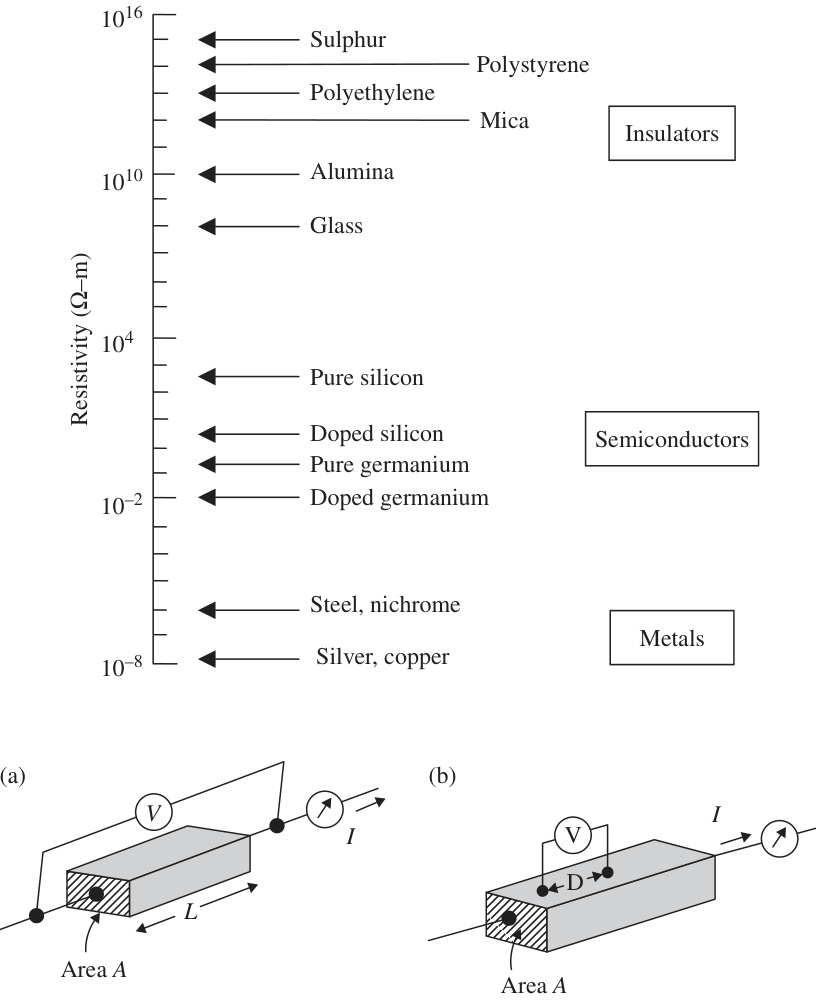 10^16
Sulphur
Polystyrene
Polyethylene
Mica
Insulators
10^10
Alumina
Glass
Resistivity (Ω–m)
10^4
Pure silicon
Doped silicon
Semiconductors
Pure germanium
10^–2
Doped germanium
Steel, nichrome
Metals
10^–8
Silver, copper
(a)
V
I
L
Area A
(b)
I
V
D
Area A